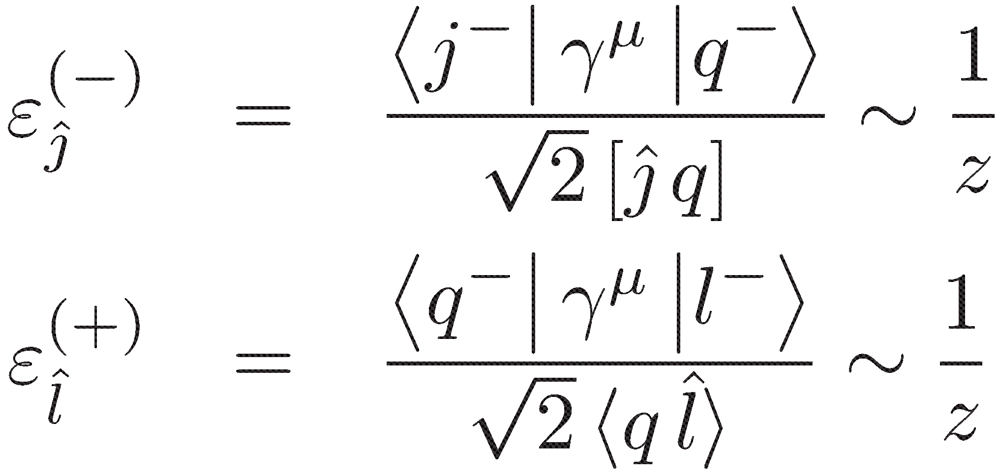 ε_ĵ^(−) = ⟨j⁻| γ^μ |q⁻⟩ / (√2 [ĵ q]) ∼ 1/z
ε_l̂^(+) = ⟨q⁻| γ^μ |l⁻⟩ / (√2 ⟨q l̂⟩) ∼ 1/z